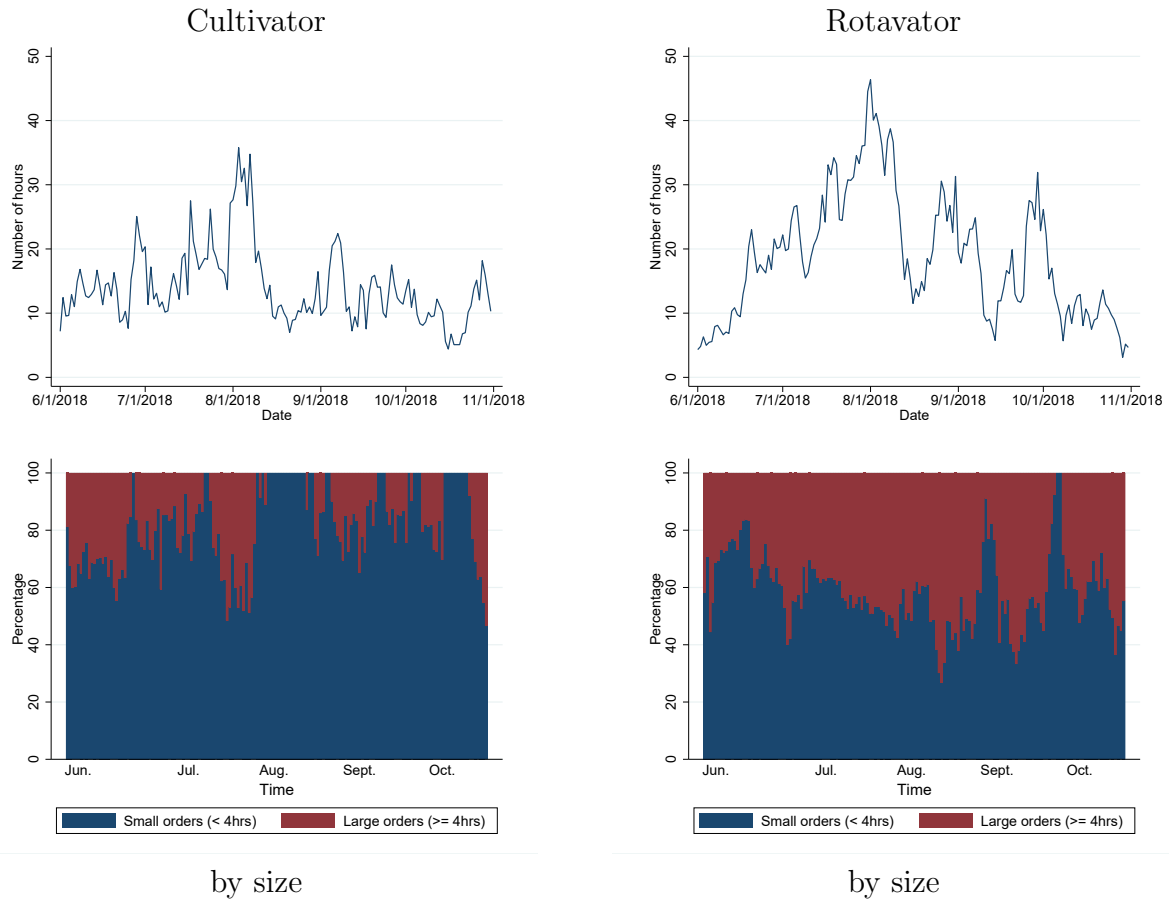 Cultivator
Rotavator
50
40
30
20
10
0
Number of hours
6/1/2018 7/1/2018 8/1/2018 9/1/2018 10/1/2018 11/1/2018
Date
50
40
30
20
10
0
Number of hours
6/1/2018 7/1/2018 8/1/2018 9/1/2018 10/1/2018 11/1/2018
Date
100
80
60
40
20
0
Percentage
Jun. Jul. Aug. Sept. Oct.
Time
Small orders (< 4hrs) Large orders (>= 4hrs)
100
80
60
40
20
0
Percentage
Jun. Jul. Aug. Sept. Oct.
Time
Small orders (< 4hrs) Large orders (>= 4hrs)
by size
by size